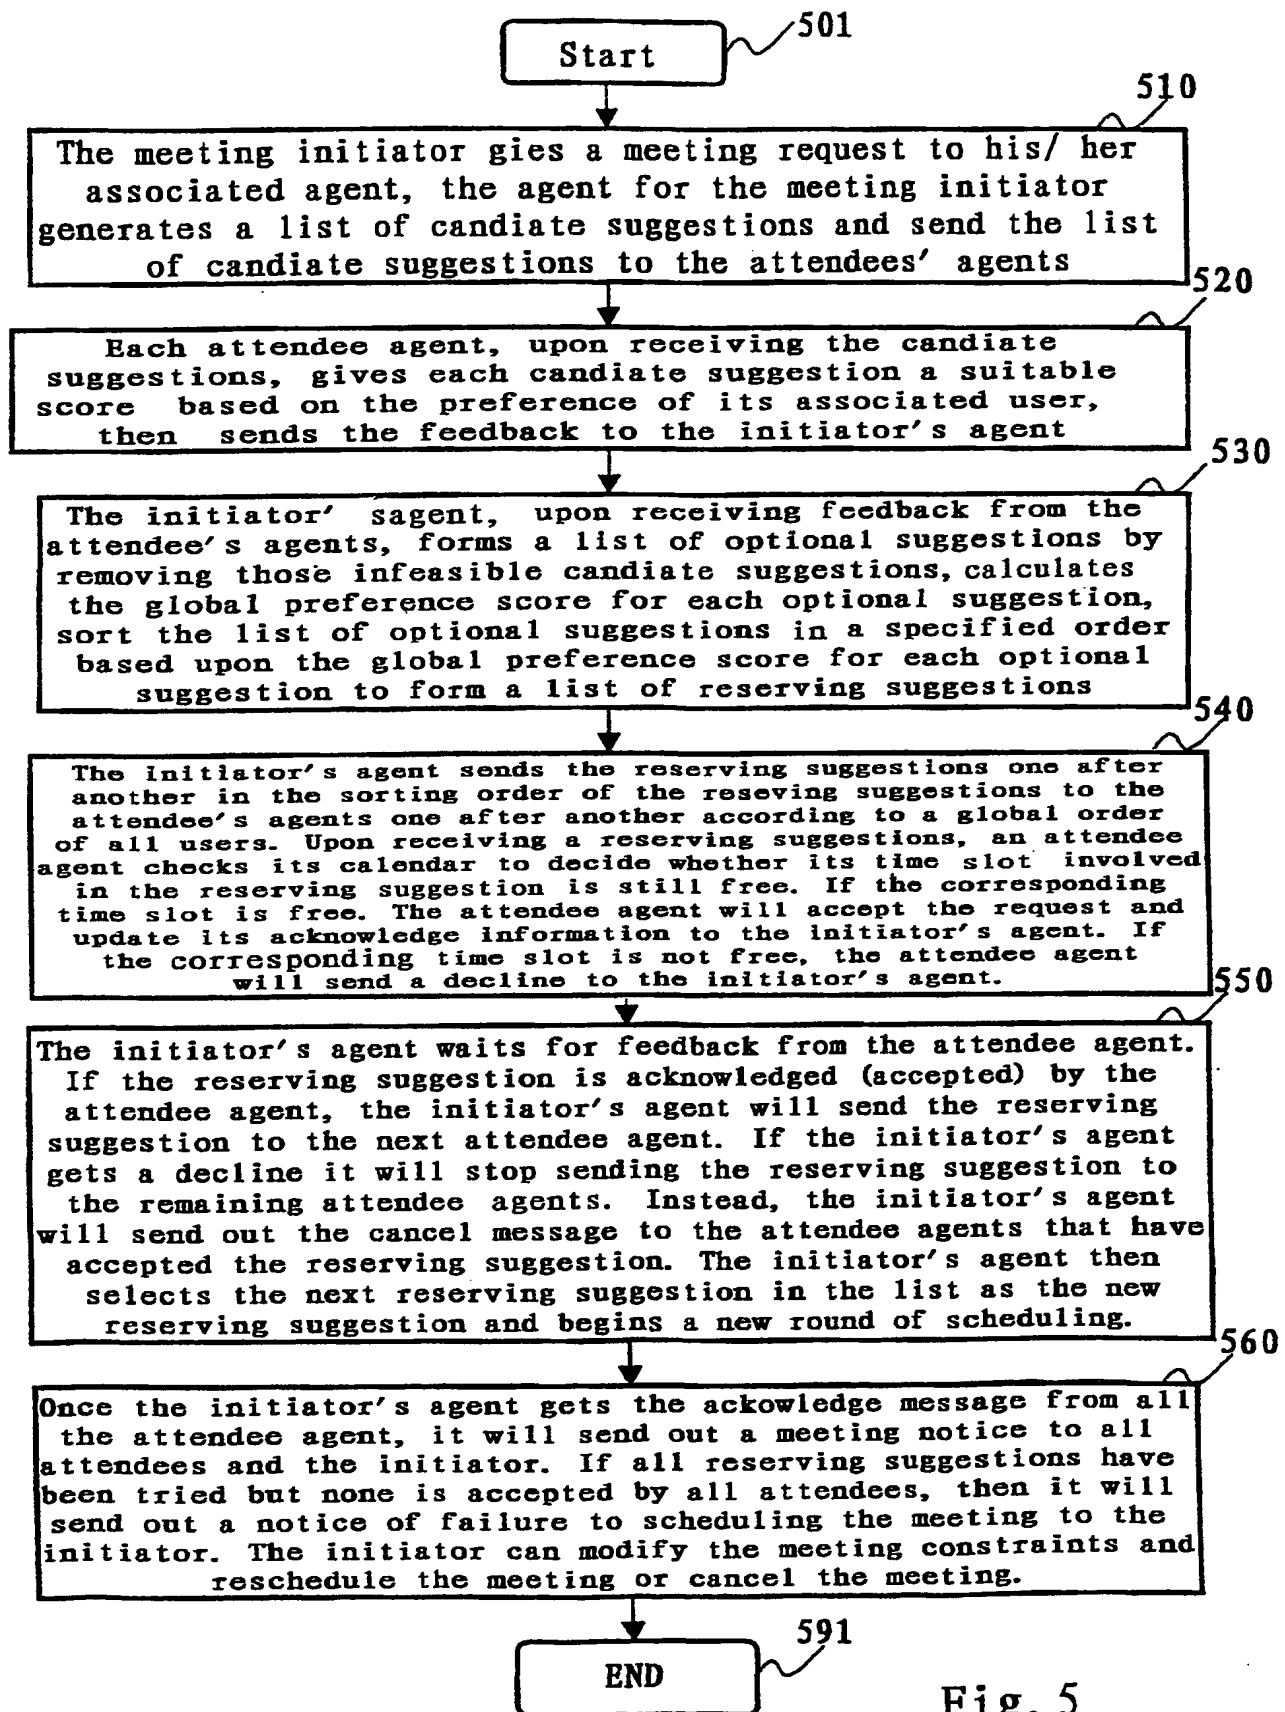 Start
501
510
The meeting initiator gies a meeting request to his/ her
associated agent, the agent for the meeting initiator
generates a list of candiate suggestions and send the list
of candiate suggestions to the attendees' agents
520
Each attendee agent, upon receiving the candiate
suggestions, gives each candiate suggestion a suitable
score based on the preference of its associated user,
then sends the feedback to the initiator's agent
530
The initiator' sagent, upon receiving feedback from the
attendee's agents, forms a list of optional suggestions by
removing those infeasible candiate suggestions, calculates
the global preference score for each optional suggestion,
sort the list of optional suggestions in a specified order
based upon the global preference score for each optional
suggestion to form a list of reserving suggestions
540
The initiator's agent sends the reserving suggestions one after
another in the sorting order of the reseving suggestions to the
attendee's agents one after another according to a global order
of all users. Upon receiving a reserving suggestions, an attendee
agent checks its calendar to decide whether its time slot involved
in the reserving suggestion is still free. If the corresponding
time slot is free. The attendee agent will accept the request and
update its acknowledge information to the initiator's agent. If
the corresponding time slot is not free, the attendee agent
will send a decline to the initiator's agent.
550
The initiator's agent waits for feedback from the attendee agent.
If the reserving suggestion is acknowledged (accepted) by the
attendee agent, the initiator's agent will send the reserving
suggestion to the next attendee agent. If the initiator's agent
gets a decline it will stop sending the reserving suggestion to
the remaining attendee agents. Instead, the initiator's agent
will send out the cancel message to the attendee agents that have
accepted the reserving suggestion. The initiator's agent then
selects the next reserving suggestion in the list as the new
reserving suggestion and begins a new round of scheduling.
560
Once the initiator's agent gets the ackowledge message from all
the attendee agent, it will send out a meeting notice to all
attendees and the initiator. If all reserving suggestions have
been tried but none is accepted by all attendees, then it will
send out a notice of failure to scheduling the meeting to the
initiator. The initiator can modify the meeting constraints and
reschedule the meeting or cancel the meeting.
591
END
Fig. 5